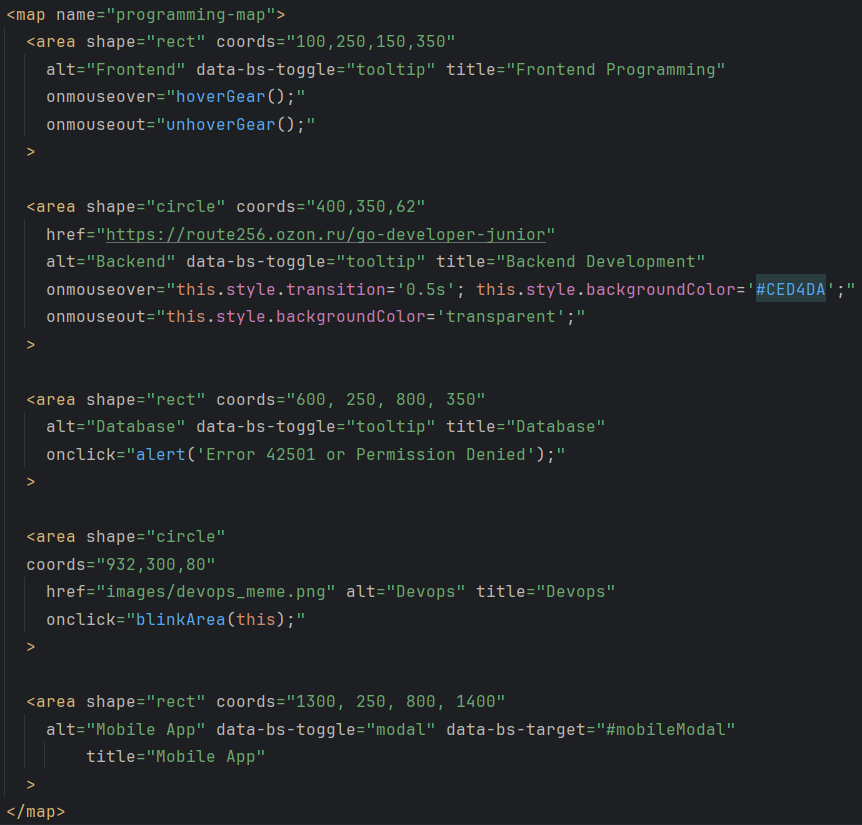 <map name="programming-map">
<area shape="rect" coords="100,250,150,350"
alt="Frontend" data-bs-toggle="tooltip" title="Frontend Programming"
onmouseover="hoverGear();"
onmouseout="unhoverGear();"
>
<area shape="circle" coords="400,350,62"
href="https://route256.ozon.ru/go-developer-junior"
alt="Backend" data-bs-toggle="tooltip" title="Backend Development"
onmouseover="this.style.transition='0.5s'; this.style.backgroundColor='#CED4DA';"
onmouseout="this.style.backgroundColor='transparent';"
>
<area shape="rect" coords="600, 250, 800, 350"
alt="Database" data-bs-toggle="tooltip" title="Database"
onclick="alert('Error 42501 or Permission Denied');"
>
<area shape="circle"
coords="932,300,80"
href="images/devops_meme.png" alt="Devops" title="Devops"
onclick="blinkArea(this);"
>
<area shape="rect" coords="1300, 250, 800, 1400"
alt="Mobile App" data-bs-toggle="modal" data-bs-target="#mobileModal"
title="Mobile App"
>
</map>